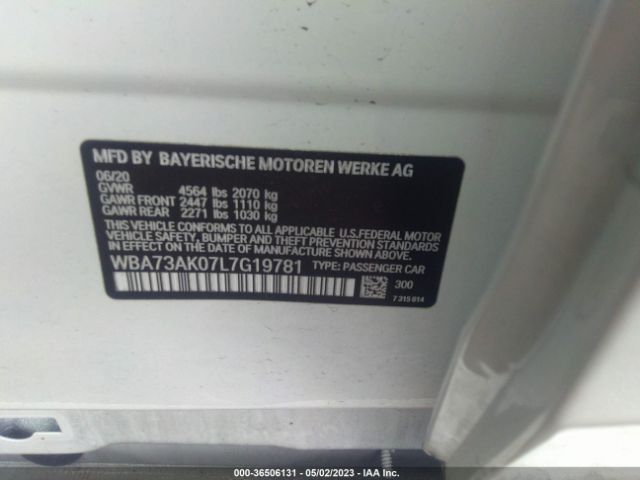 MFD BY BAYERISCHE MOTOREN WERKE AG
06/20
GVWR 4564 lbs 2070 kg
GAWR FRONT 2447 lbs 1110 kg
GAWR REAR 2271 lbs 1030 kg
THIS VEHICLE CONFORMS TO ALL APPLICABLE U.S.FEDERAL MOTOR
VEHICLE SAFETY, BUMPER AND THEFT PREVENTION STANDARDS
IN EFFECT ON THE DATE OF MANUFACTURE SHOWN ABOVE.
WBA73AK07L7G19781 TYPE: PASSENGER CAR
300
7 315 014
000-36506131 - 05/02/2023 - IAA Inc.